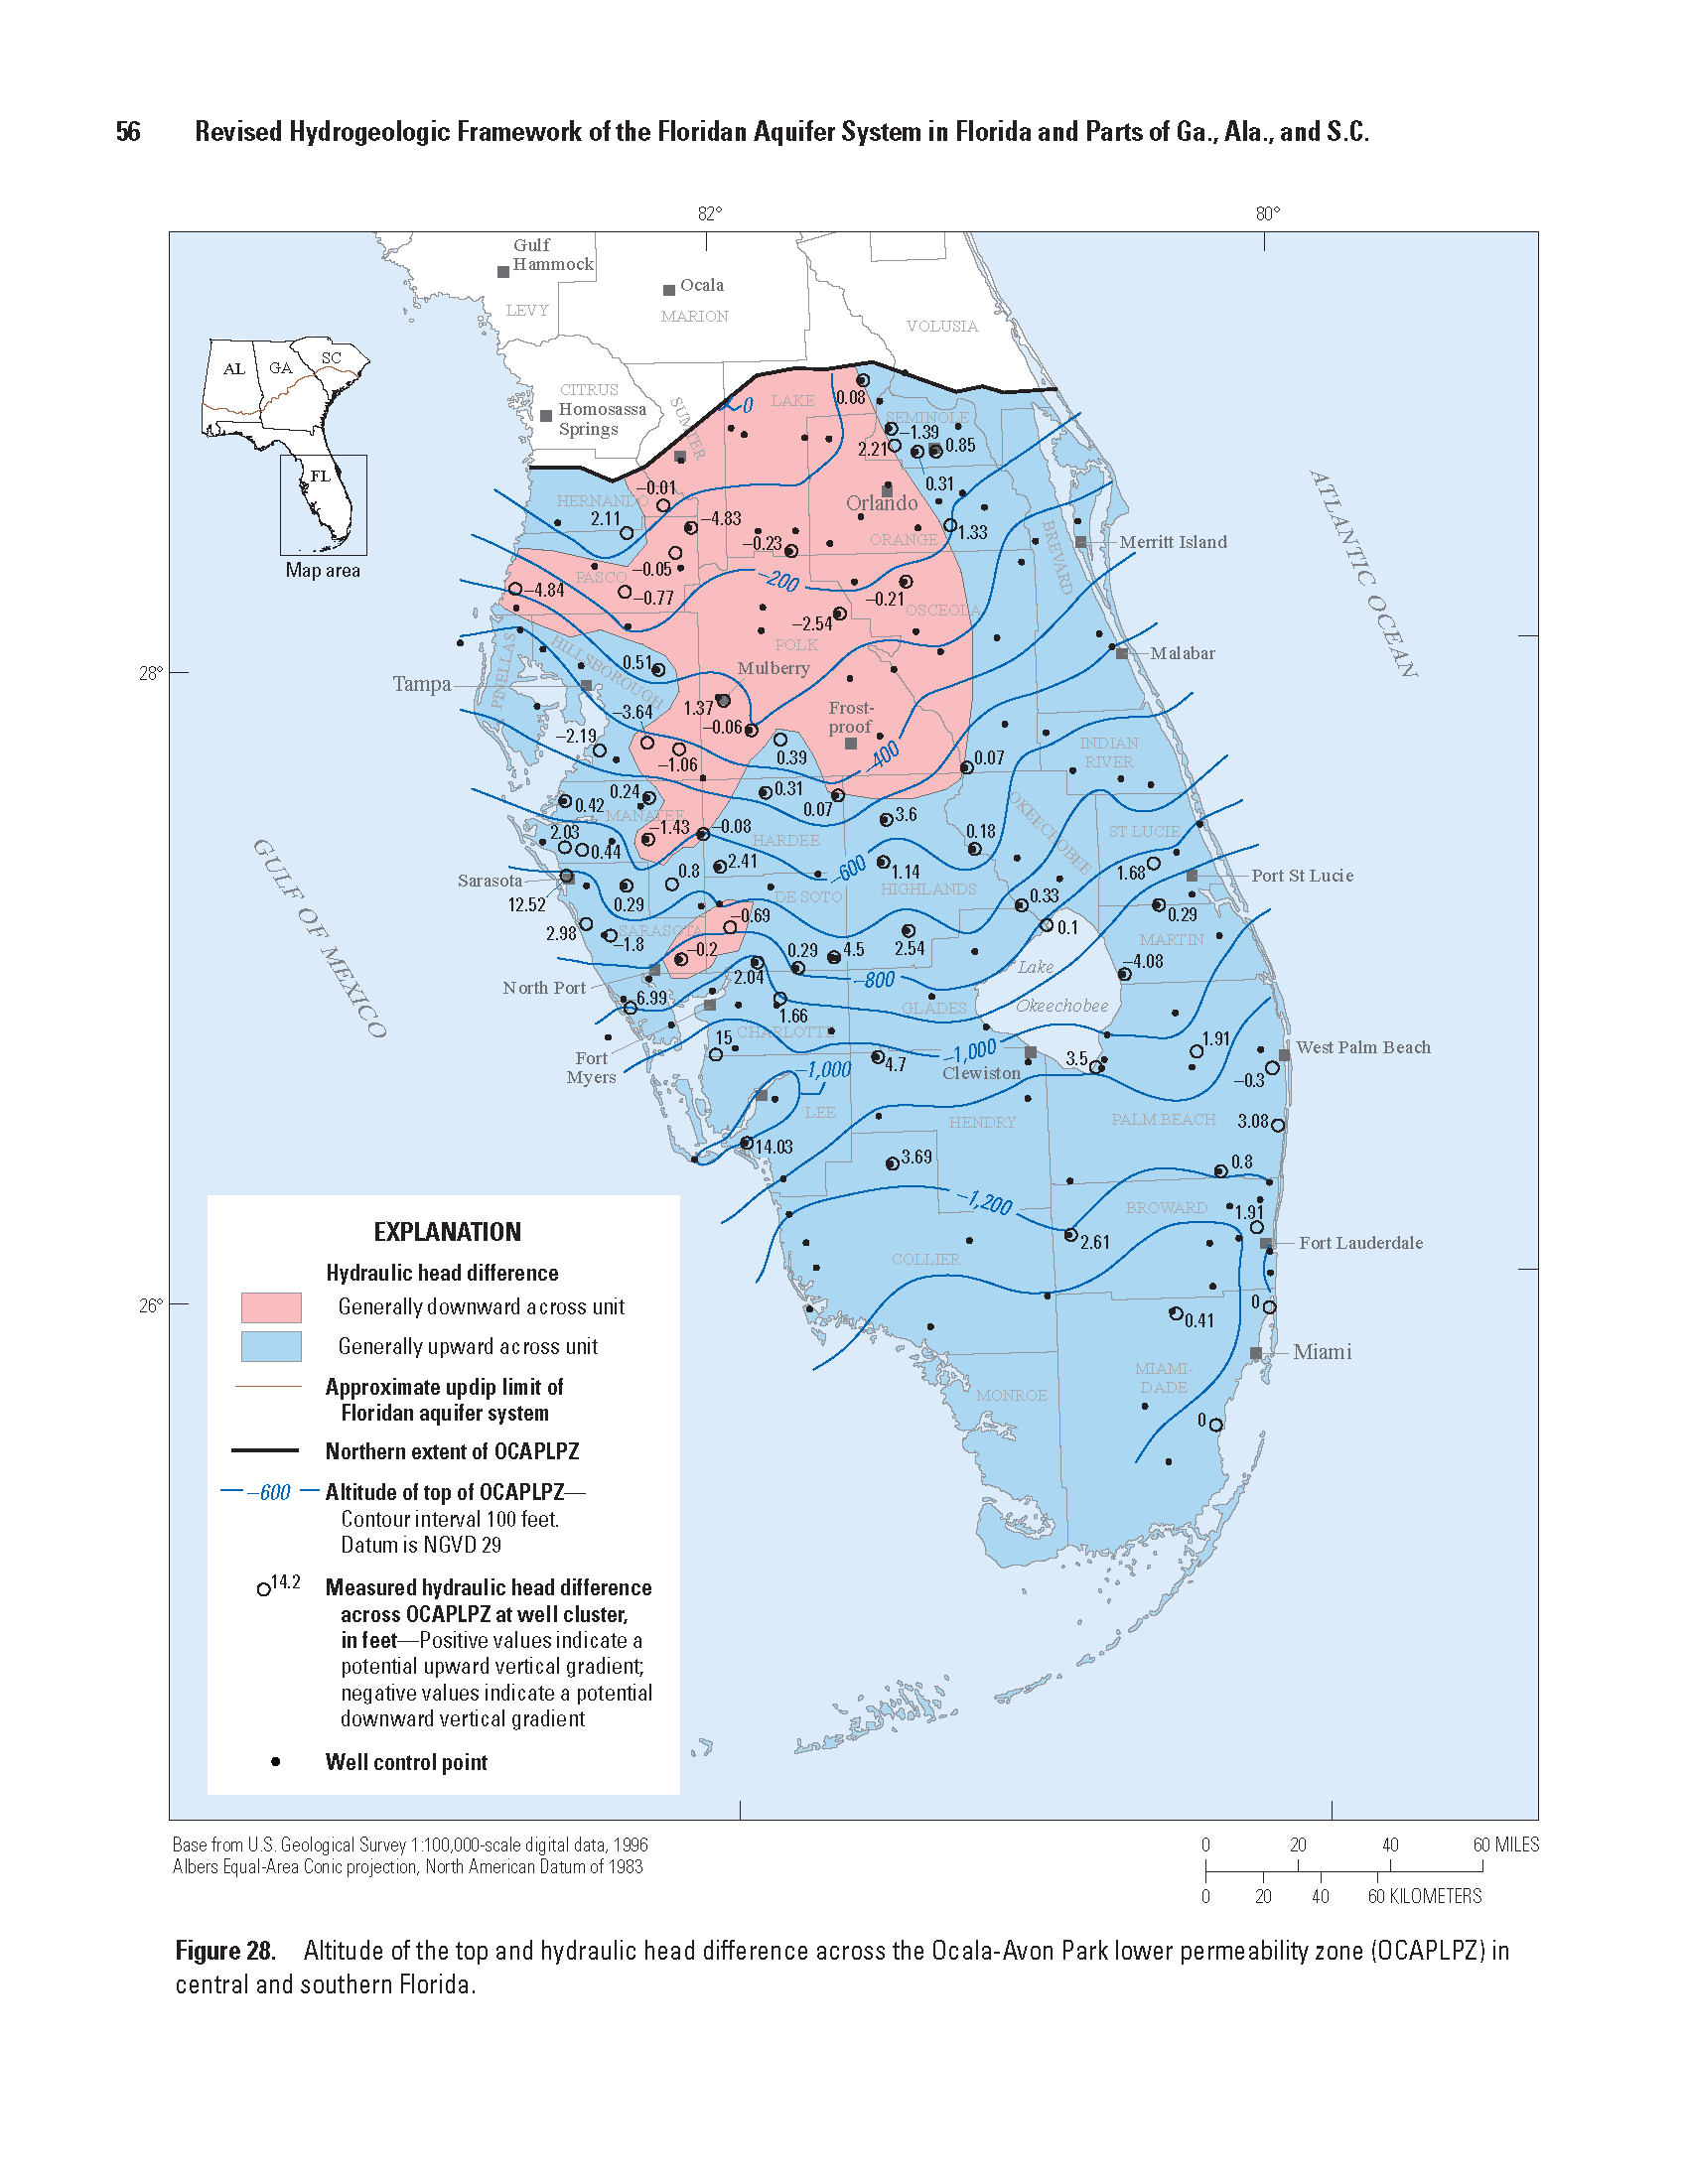 56 Revised Hydrogeologic Framework of the Floridan Aquifer System in Florida and Parts of Ga., Ala., and S.C.
82° 80°
Gulf
Hammock
Ocala
LEVY
MARION
VOLUSIA
AL GA SC
FL
Map area
CITRUS
Homosassa
Springs
SUMTER
0
LAKE
0.08
SEMINOLE
–1.39
2.21
0.85
0.31
–0.01
HERNANDO
2.11
–4.83
Orlando
ORANGE
1.33
–0.23
BREVARD
Merritt Island
ATLANTIC OCEAN
–0.05
PASCO
–4.84
–0.77
–200
–0.21
OSCEOLA
–2.54
POLK
28°
PINELLAS
HILLSBOROUGH
0.51
Mulberry
Malabar
Tampa
1.37
–3.64
–0.06
Frost-
proof
–2.19
–1.06
0.39
–400
0.07
INDIAN
RIVER
0.24
0.42
MANATEE
0.31
0.07
3.6
OKEECHOBEE
ST LUCIE
2.03
0.44
–1.43
–0.08
HARDEE
0.18
GULF OF MEXICO
2.41
–600
1.14
HIGHLANDS
1.68
Port St Lucie
Sarasota
0.8
12.52
0.29
DE SOTO
0.33
0.29
–0.69
2.98
–1.8
SARASOTA
–0.2
0.29
4.5
2.54
0.1
MARTIN
–4.08
Lake
Okeechobee
North Port
2.04
–800
6.99
1.66
GLADES
15
CHARLOTTE
1.91
West Palm Beach
Fort
Myers
–1,000
4.7
–1,000
Clewiston
3.5
–0.3
LEE
HENDRY
PALM BEACH
3.08
14.03
3.69
0.8
–1,200
BROWARD
1.91
2.61
Fort Lauderdale
COLLIER
26°
0
0.41
Miami
MIAMI-
DADE
MONROE
0
EXPLANATION
Hydraulic head difference
Generally downward across unit
Generally upward across unit
Approximate updip limit of
Floridan aquifer system
Northern extent of OCAPLPZ
–600 Altitude of top of OCAPLPZ—
Contour interval 100 feet.
Datum is NGVD 29
14.2 Measured hydraulic head difference
across OCAPLPZ at well cluster,
in feet—Positive values indicate a
potential upward vertical gradient;
negative values indicate a potential
downward vertical gradient
Well control point
Base from U.S. Geological Survey 1:100,000-scale digital data, 1996
Albers Equal-Area Conic projection, North American Datum of 1983
0 20 40 60 MILES
0 20 40 60 KILOMETERS
Figure 28. Altitude of the top and hydraulic head difference across the Ocala-Avon Park lower permeability zone (OCAPLPZ) in
central and southern Florida.